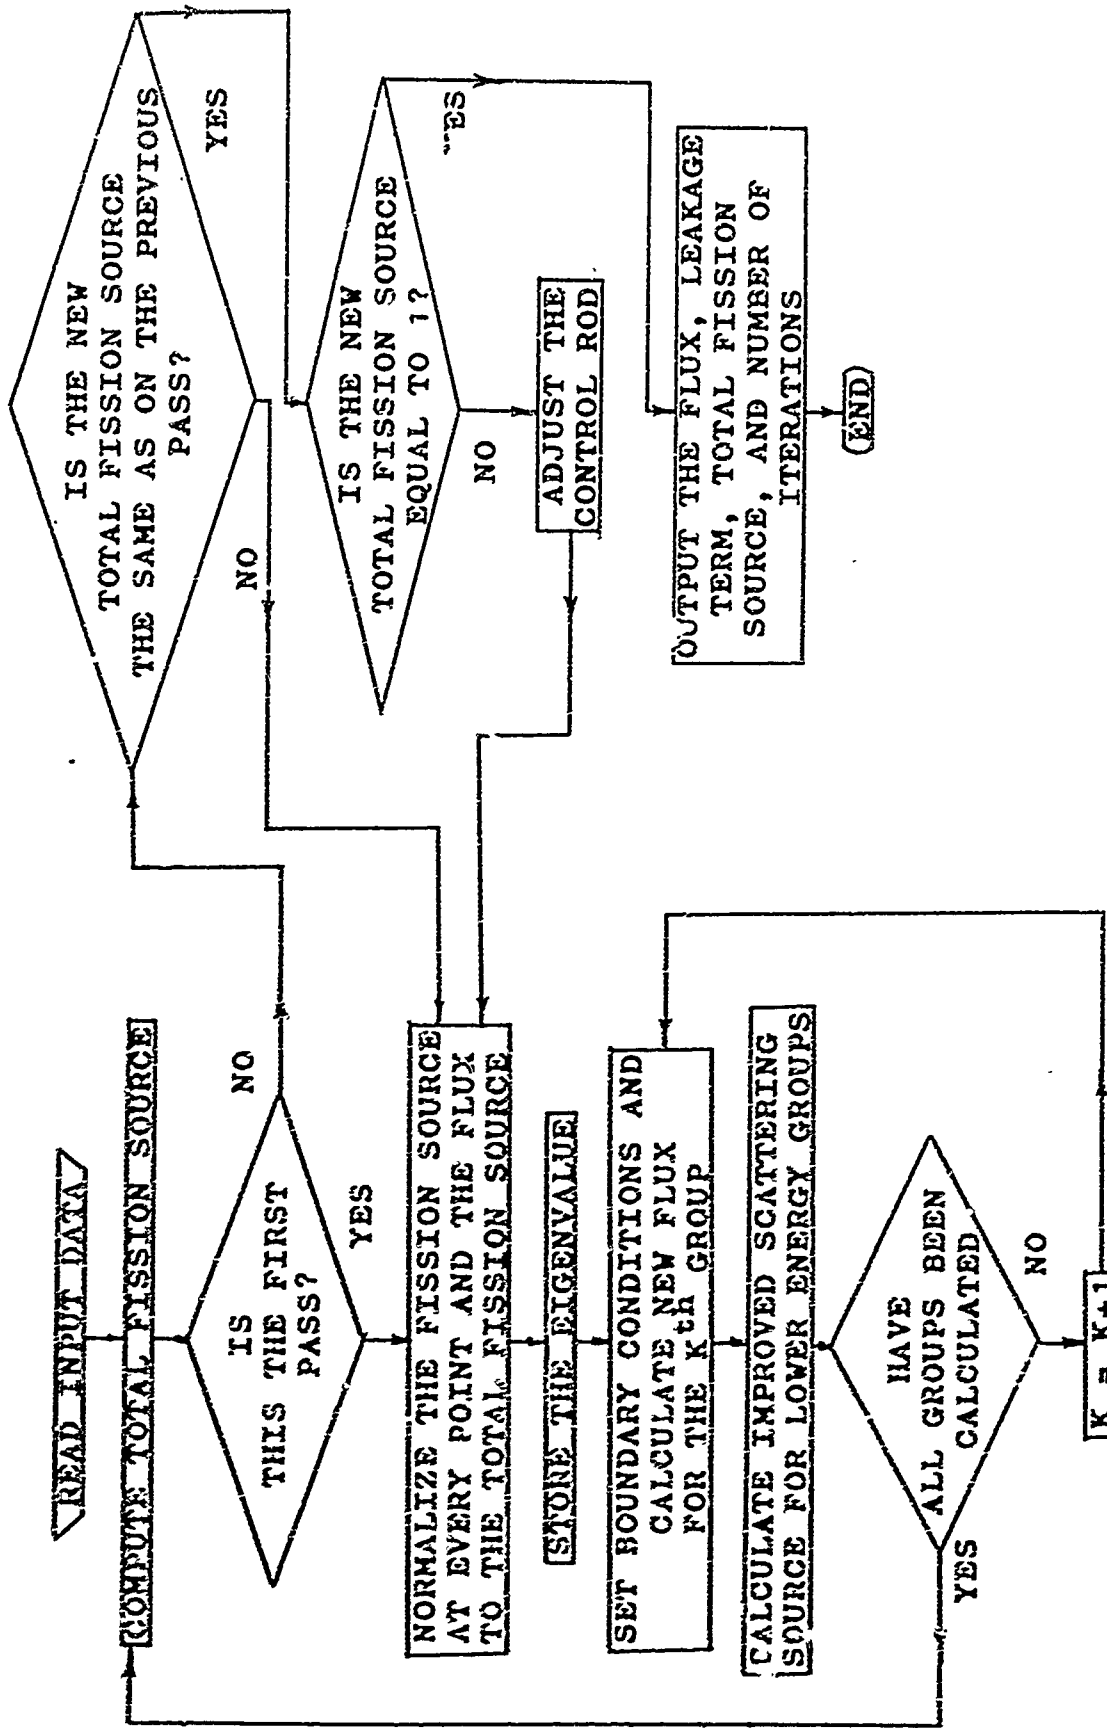 READ INPUT DATA
COMPUTE TOTAL FISSION SOURCE
IS
THIS THE FIRST
PASS?
NO
YES
NORMALIZE THE FISSION SOURCE
AT EVERY POINT AND THE FLUX
TO THE TOTAL FISSION SOURCE
STORE THE EIGENVALUE
SET BOUNDARY CONDITIONS AND
CALCULATE NEW FLUX
FOR THE Kth GROUP
CALCULATE IMPROVED SCATTERING
SOURCE FOR LOWER ENERGY GROUPS
HAVE
ALL GROUPS BEEN
CALCULATED
YES
NO
K = K+1
IS THE NEW
TOTAL FISSION SOURCE
THE SAME AS ON THE PREVIOUS
PASS?
NO
YES
IS THE NEW
TOTAL FISSION SOURCE
EQUAL TO 1?
NO
YES
ADJUST THE
CONTROL ROD
OUTPUT THE FLUX, LEAKAGE
TERM, TOTAL FISSION
SOURCE, AND NUMBER OF
ITERATIONS
END